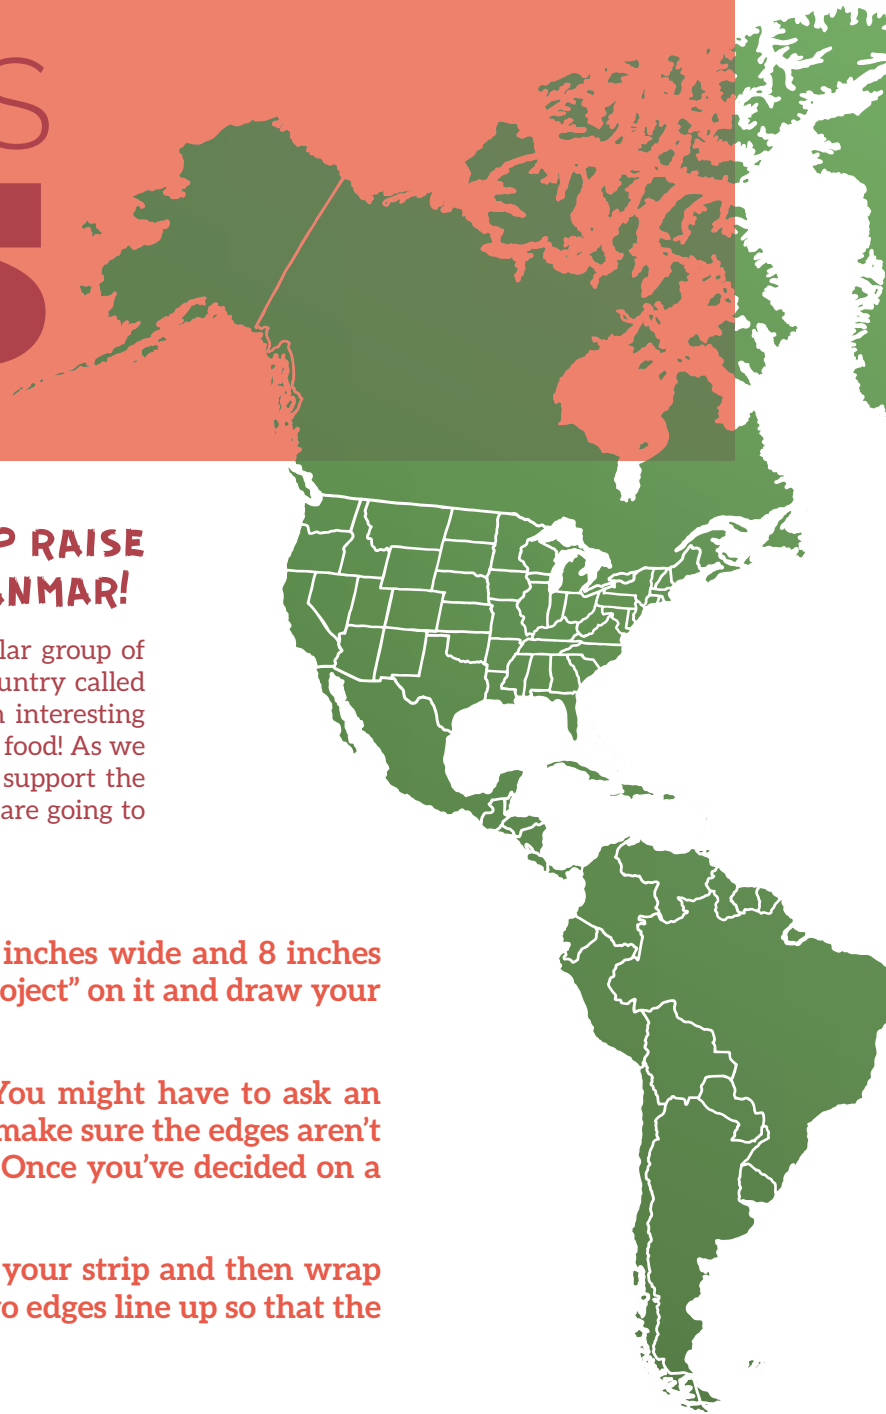 S
RAISE
ANMAR!
lar group of
untry called
n interesting
food! As we
support the
are going to
inches wide and 8 inches
oject” on it and draw your
You might have to ask an
make sure the edges aren’t
Once you’ve decided on a
your strip and then wrap
o edges line up so that the